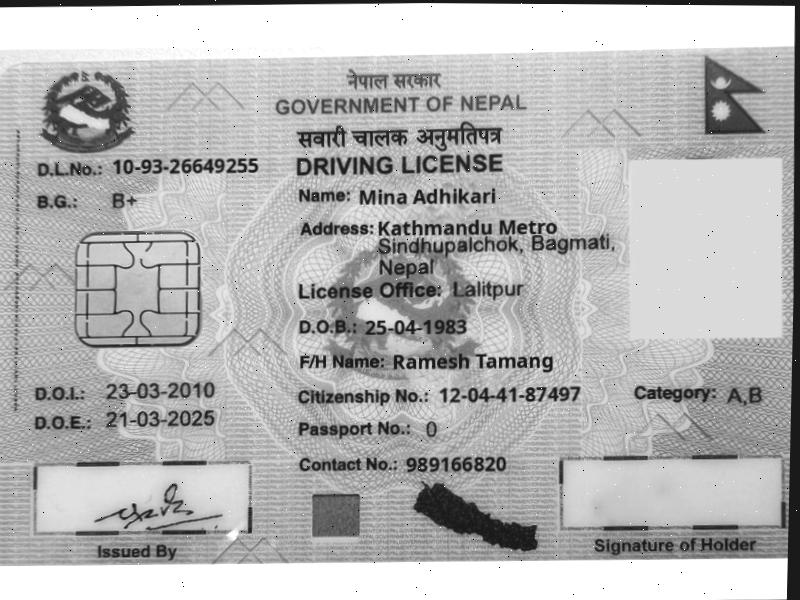 नेपाल सरकार
GOVERNMENT OF NEPAL
सवारी चालक अनुमतिपत्र
DRIVING LICENSE
D.L.No.: 10-93-26649255
B.G.: B+
Name: Mina Adhikari
Address: Kathmandu Metro
Sindhupalchok, Bagmati,
Nepal
License Office: Lalitpur
D.O.B.: 25-04-1983
F/H Name: Ramesh Tamang
D.O.I.: 23-03-2010
Citizenship No.: 12-04-41-87497
Category: A,B
D.O.E.: 21-03-2025
Passport No.: 0
Contact No.: 989166820
Issued By
Signature of Holder